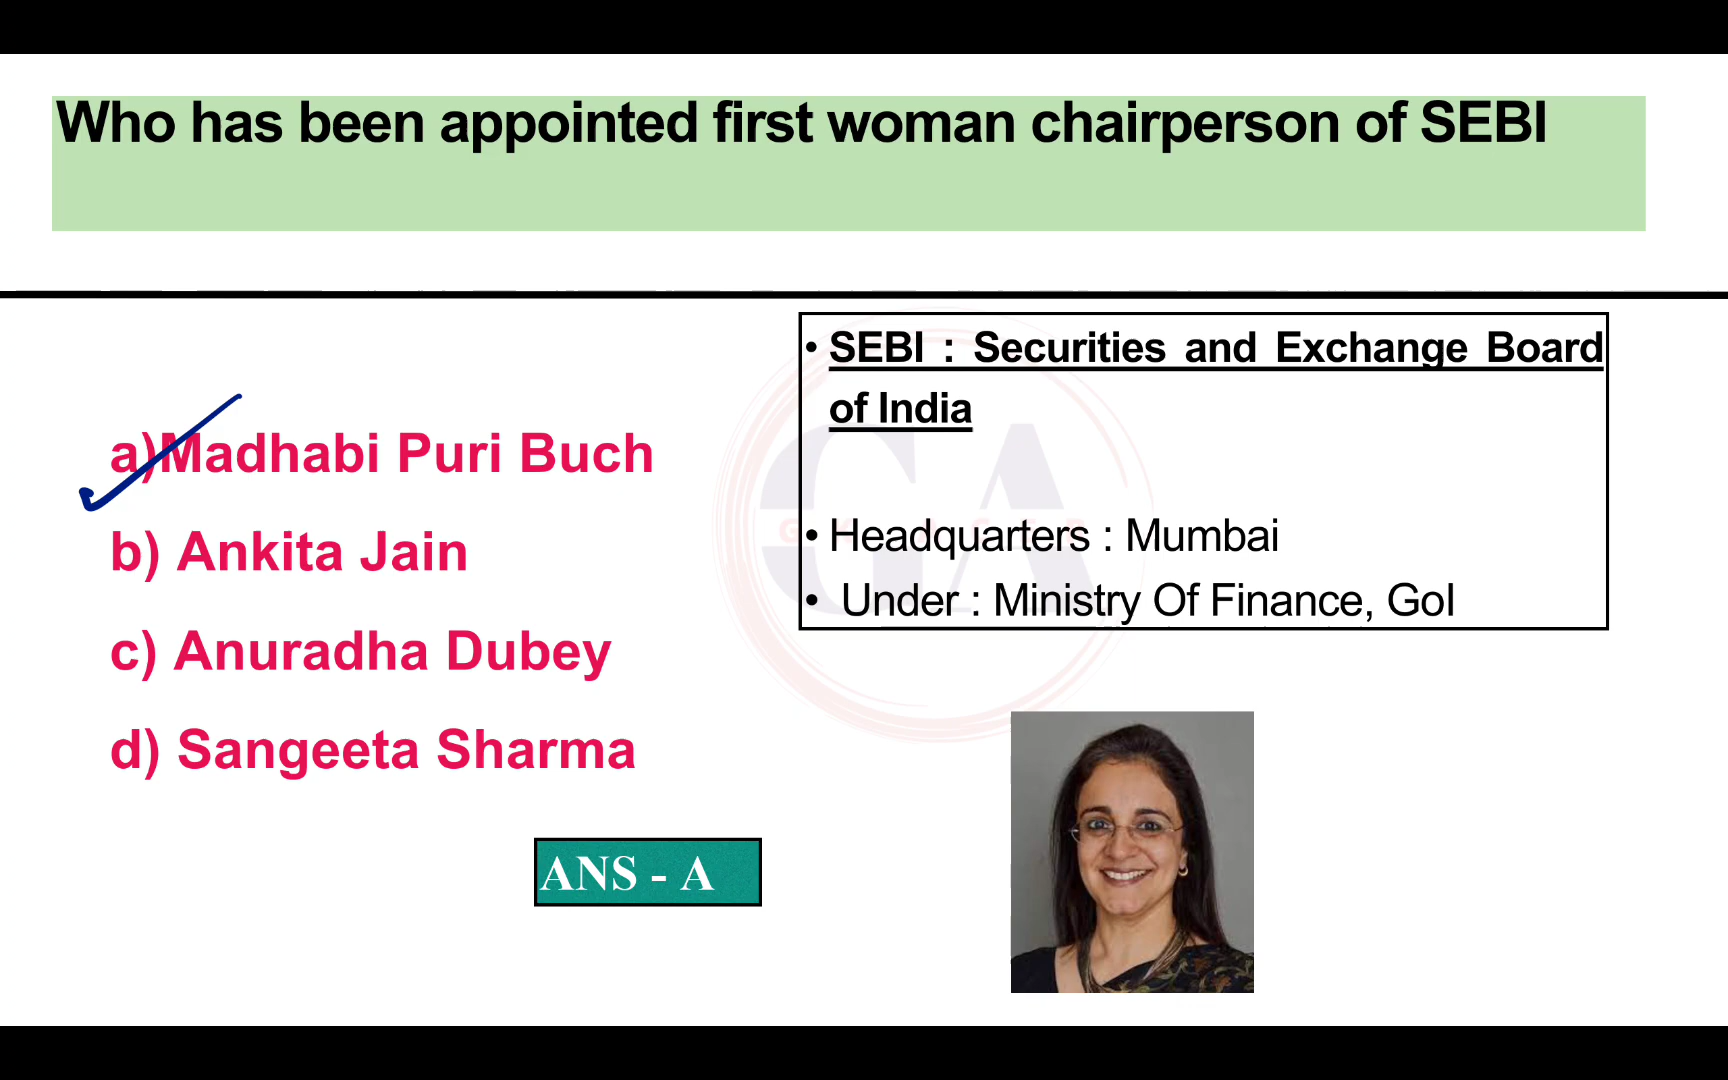 Who has been appointed first woman chairperson of SEBI
• SEBI : Securities and Exchange Board
of India
a)Madhabi Puri Buch
b) Ankita Jain
• Headquarters : Mumbai
• Under : Ministry Of Finance, GoI
c) Anuradha Dubey
d) Sangeeta Sharma
ANS - A
GA